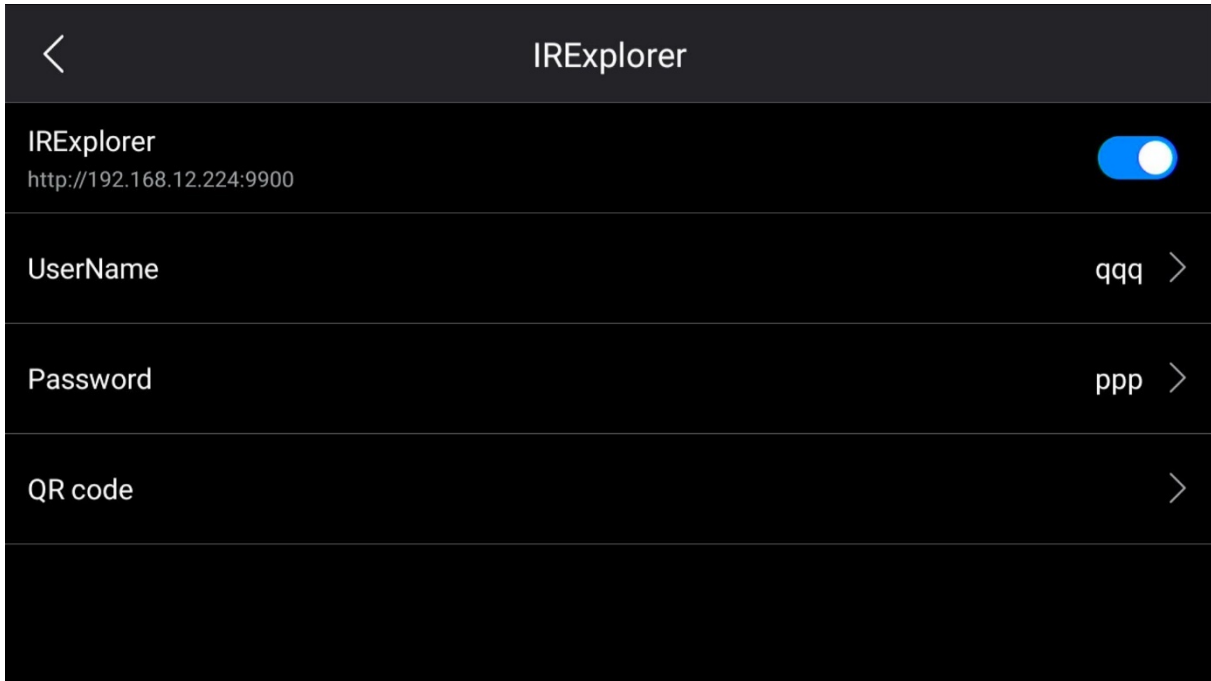 IRExplorer
IRExplorer
http://192.168.12.224:9900
UserName qqq
Password ppp
QR code